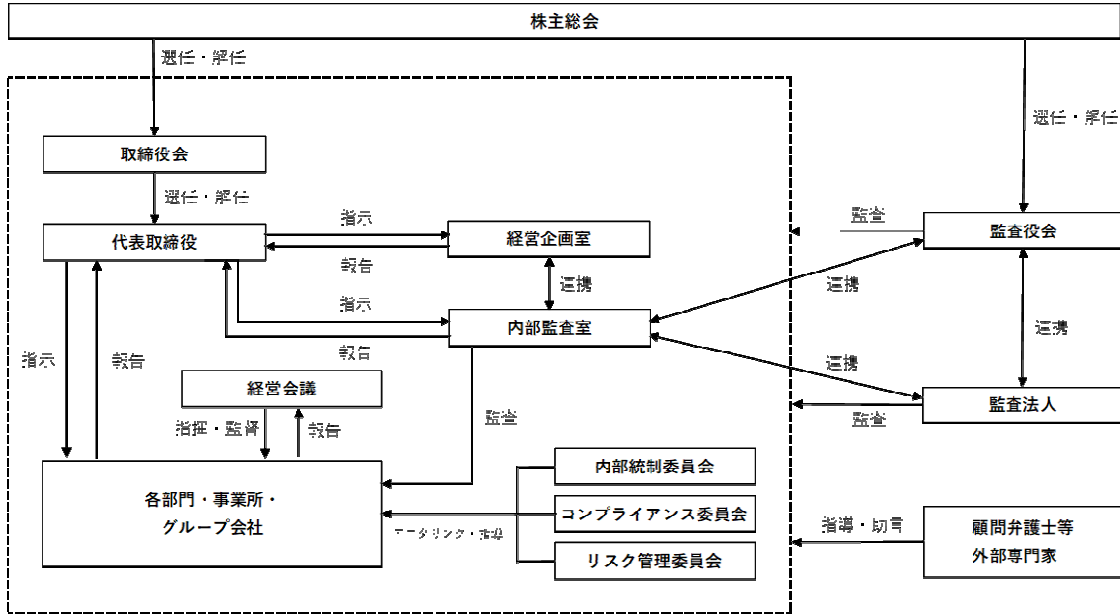 株主総会
選任・解任
選任・解任
取締役会
選任・解任
代表取締役
指示
報告
経営企画室
監査
監査役会
連携
指示
報告
内部監査室
連携
連携
指示
報告
経営会議
連携
監査法人
監査
指揮・監督
報告
監査
各部門・事業所・
グループ会社
内部統制委員会
コンプライアンス委員会
リスク管理委員会
指導・助言
顧問弁護士等
外部専門家